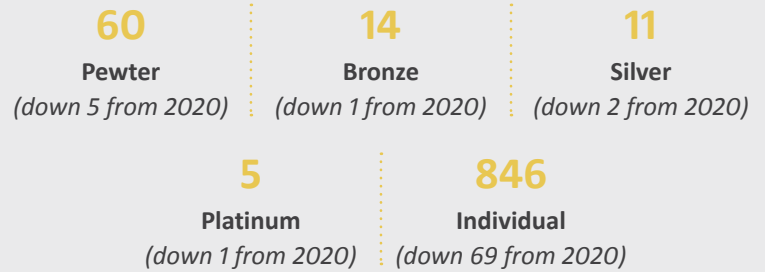 60 14 11
Pewter Bronze Silver
(down 5 from 2020) (down 1 from 2020) (down 2 from 2020)
5 846
Platinum Individual
(down 1 from 2020) (down 69 from 2020)